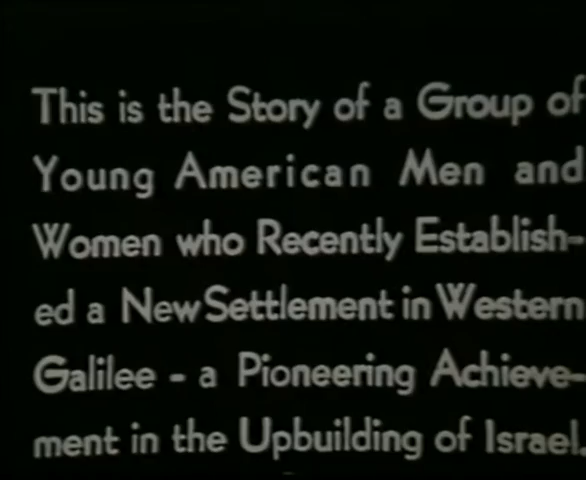 This is the Story of a Group of
Young American Men and
Women who Recently Establish-
ed a New Settlement in Western
Galilee - a Pioneering Achieve-
ment in the Upbuilding of Israel.